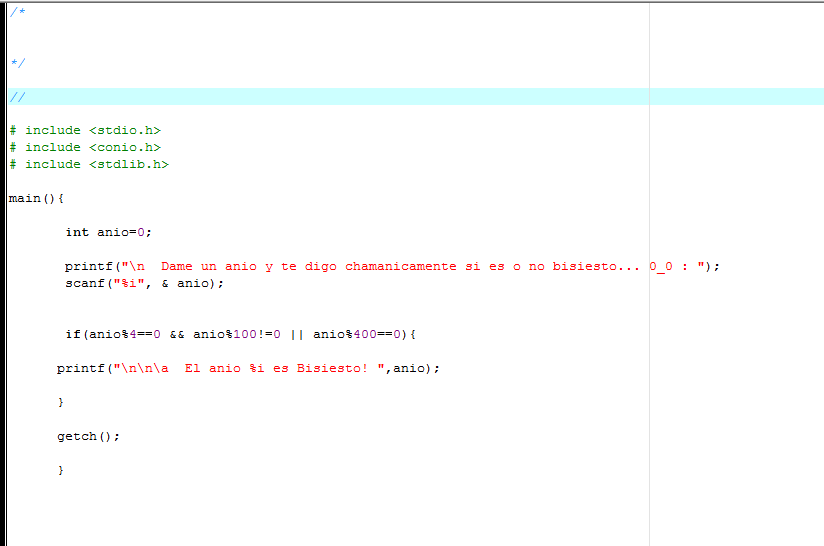 /*
*/
//
# include <stdio.h>
# include <conio.h>
# include <stdlib.h>
main(){
int anio=0;
printf("\n  Dame un anio y te digo chamanicamente si es o no bisiesto... 0_0 : ");
scanf("%i", & anio);
if(anio%4==0 && anio%100!=0 || anio%400==0){
printf("\n\n\a  El anio %i es Bisiesto! ",anio);
}
getch();
}